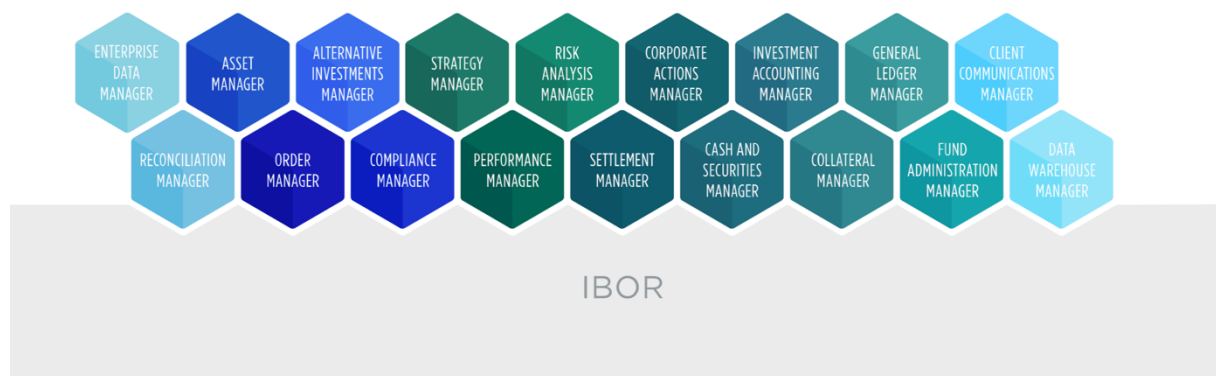 ENTERPRISE
DATA
MANAGER
ASSET
MANAGER
ALTERNATIVE
INVESTMENTS
MANAGER
STRATEGY
MANAGER
RISK
ANALYSIS
MANAGER
CORPORATE
ACTIONS
MANAGER
INVESTMENT
ACCOUNTING
MANAGER
GENERAL
LEDGER
MANAGER
CLIENT
COMMUNICATIONS
MANAGER
RECONCILIATION
MANAGER
ORDER
MANAGER
COMPLIANCE
MANAGER
PERFORMANCE
MANAGER
SETTLEMENT
MANAGER
CASH AND
SECURITIES
MANAGER
COLLATERAL
MANAGER
FUND
ADMINISTRATION
MANAGER
DATA
WAREHOUSE
MANAGER
IBOR